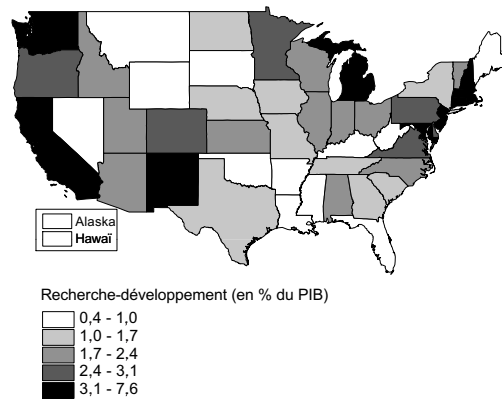 Alaska
Hawaï
Recherche-développement (en % du PIB)
0,4 - 1,0
1,0 - 1,7
1,7 - 2,4
2,4 - 3,1
3,1 - 7,6